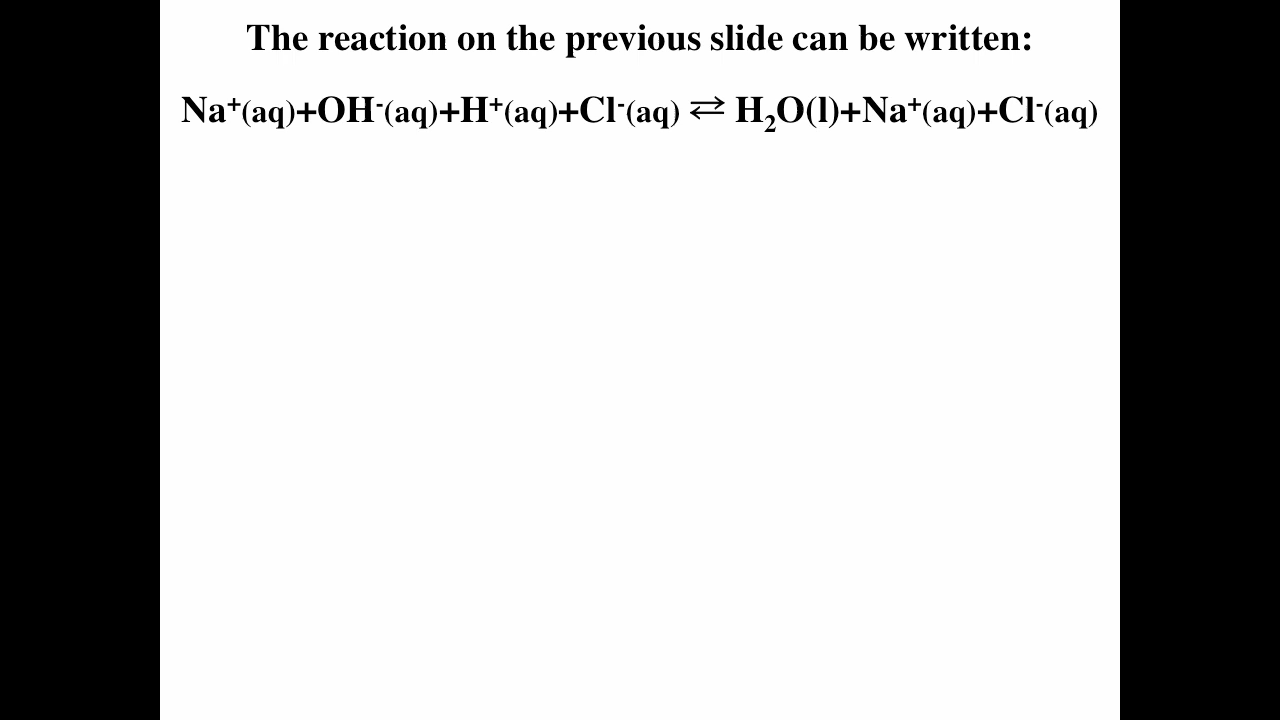 The reaction on the previous slide can be written:
Na⁺(aq)+OH⁻(aq)+H⁺(aq)+Cl⁻(aq) ⇄ H₂O(l)+Na⁺(aq)+Cl⁻(aq)